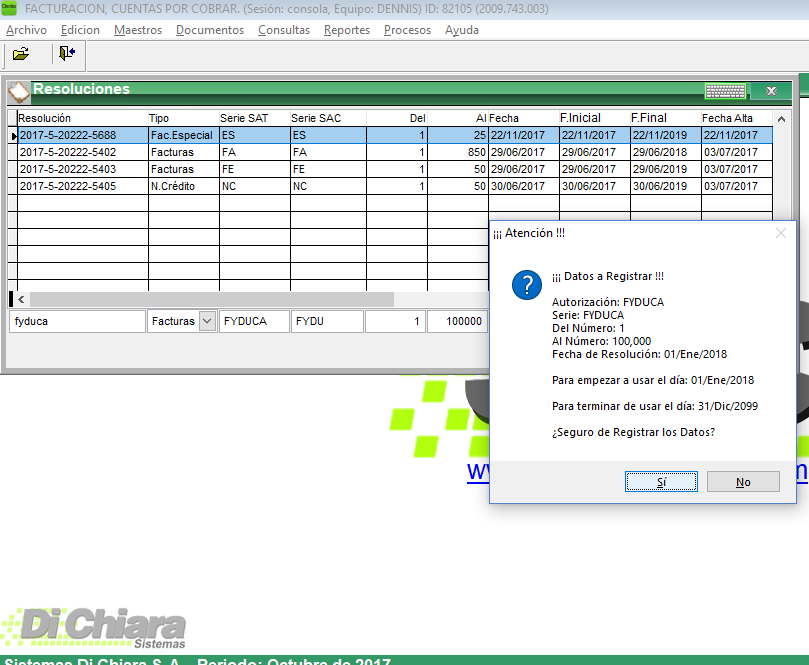 FACTURACION, CUENTAS POR COBRAR. (Sesión: consola, Equipo: DENNIS) ID: 82105 (2009.743.003)
Archivo Edicion Maestros Documentos Consultas Reportes Procesos Ayuda
Resoluciones
Resolución Tipo Serie SAT Serie SAC Del Al Fecha F.Inicial F.Final Fecha Alta
2017-5-20222-5688 Fac.Especial ES ES 1 25 22/11/2017 22/11/2017 22/11/2019 22/11/2017
2017-5-20222-5402 Facturas FA FA 1 850 29/06/2017 29/06/2017 29/06/2018 03/07/2017
2017-5-20222-5403 Facturas FE FE 1 50 29/06/2017 29/06/2017 29/06/2019 03/07/2017
2017-5-20222-5405 N.Crédito NC NC 1 50 30/06/2017 30/06/2017 30/06/2019 03/07/2017
fyduca Facturas FYDUCA FYDU 1 100000
¡¡¡ Atención !!!
¡¡¡ Datos a Registrar !!!
Autorización: FYDUCA
Serie: FYDUCA
Del Número: 1
Al Número: 100,000
Fecha de Resolución: 01/Ene/2018
Para empezar a usar el día: 01/Ene/2018
Para terminar de usar el día: 31/Dic/2099
¿Seguro de Registrar los Datos?
Sí No
Di Chiara
Sistemas
Sistemas Di Chiara S.A. Periodo: Octubre de 2017